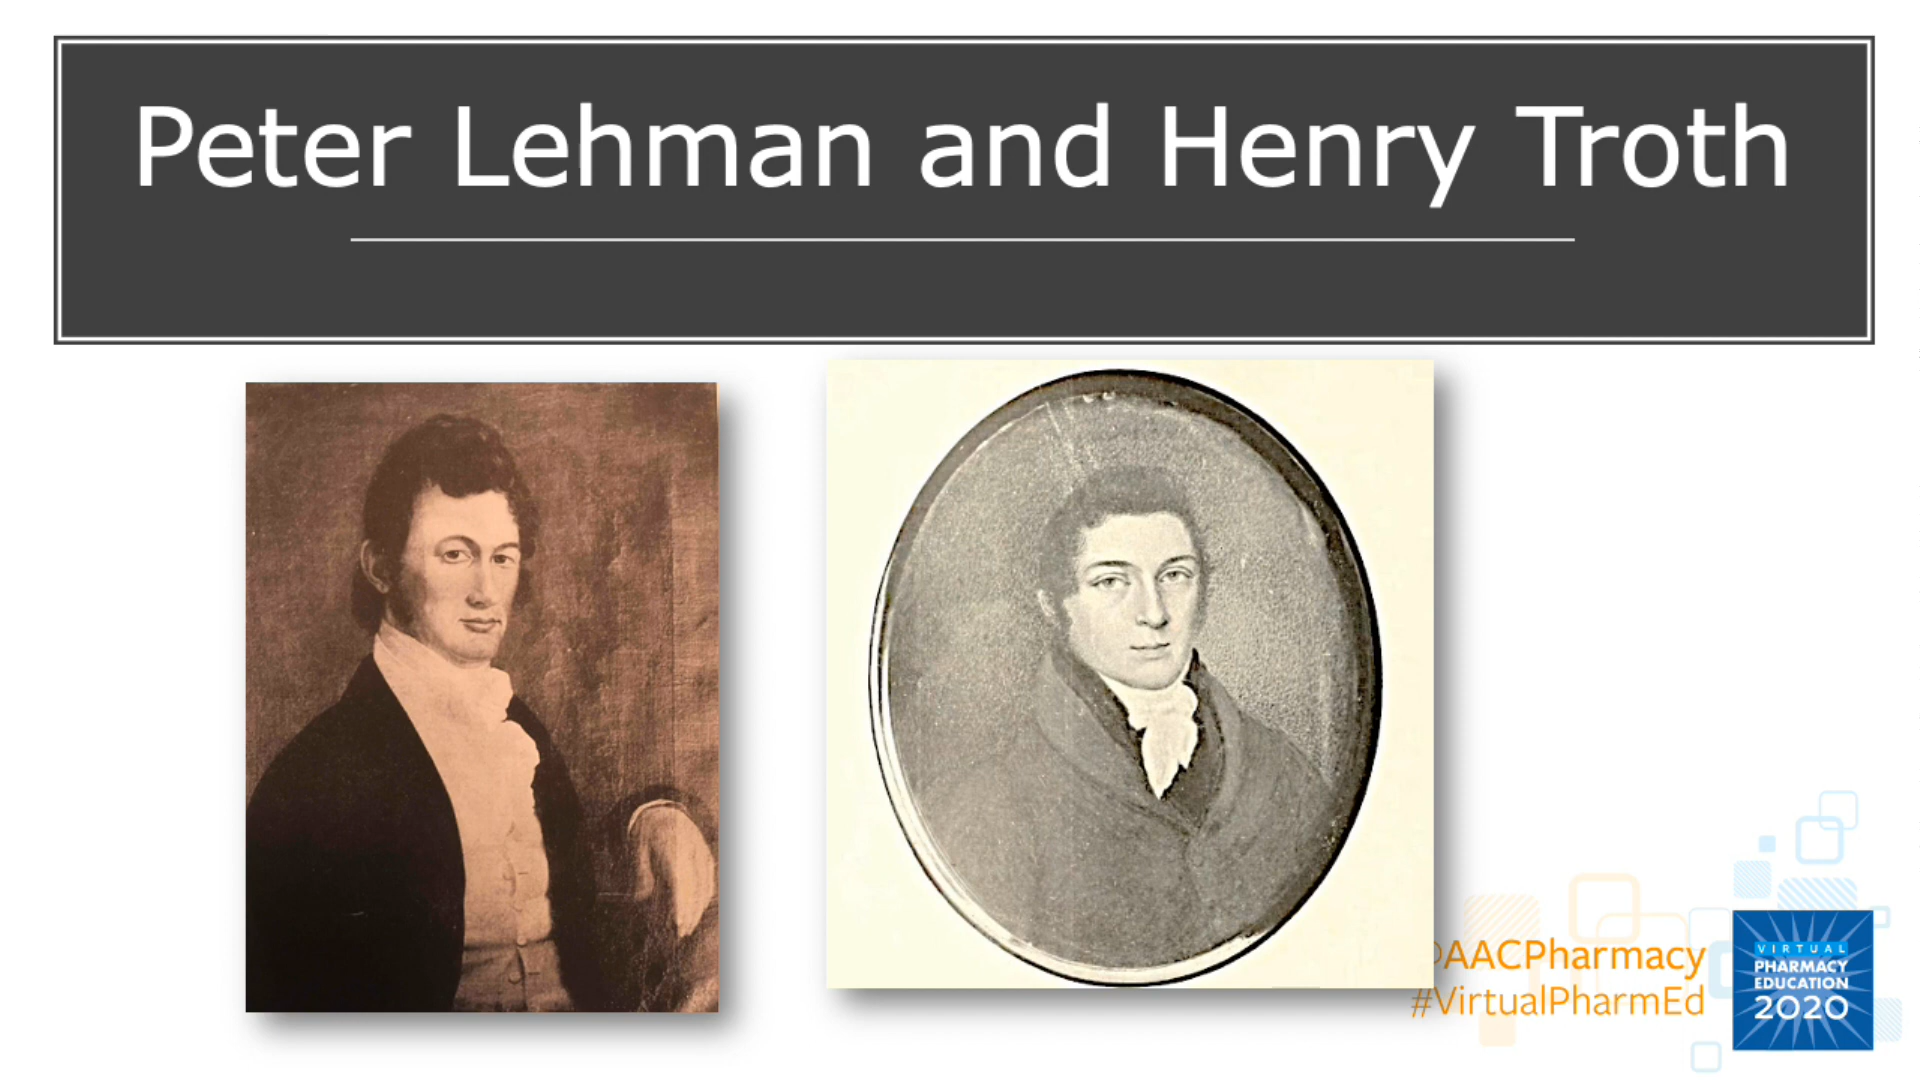 Peter Lehman and Henry Troth
@AACPharmacy
#VirtualPharmEd
VIRTUAL
PHARMACY
EDUCATION
2020